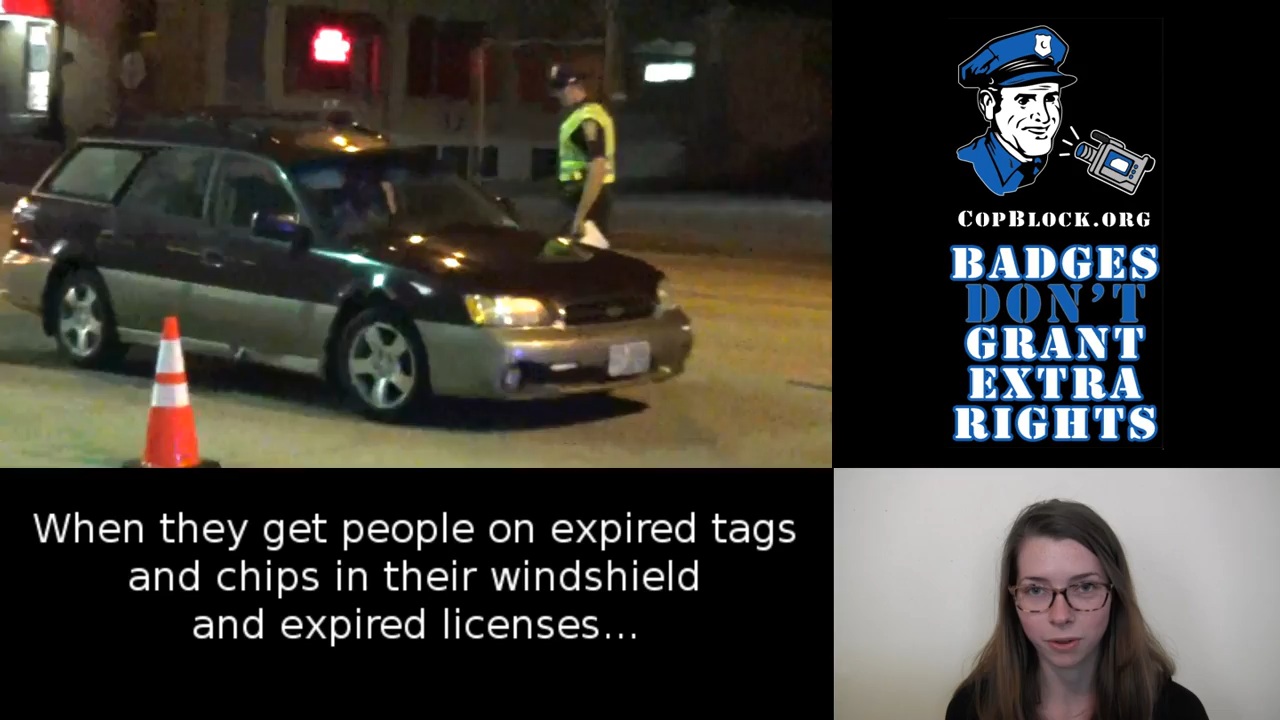 CopBlock.org
BADGES
DON'T
GRANT
EXTRA
RIGHTS
When they get people on expired tags
and chips in their windshield
and expired licenses...